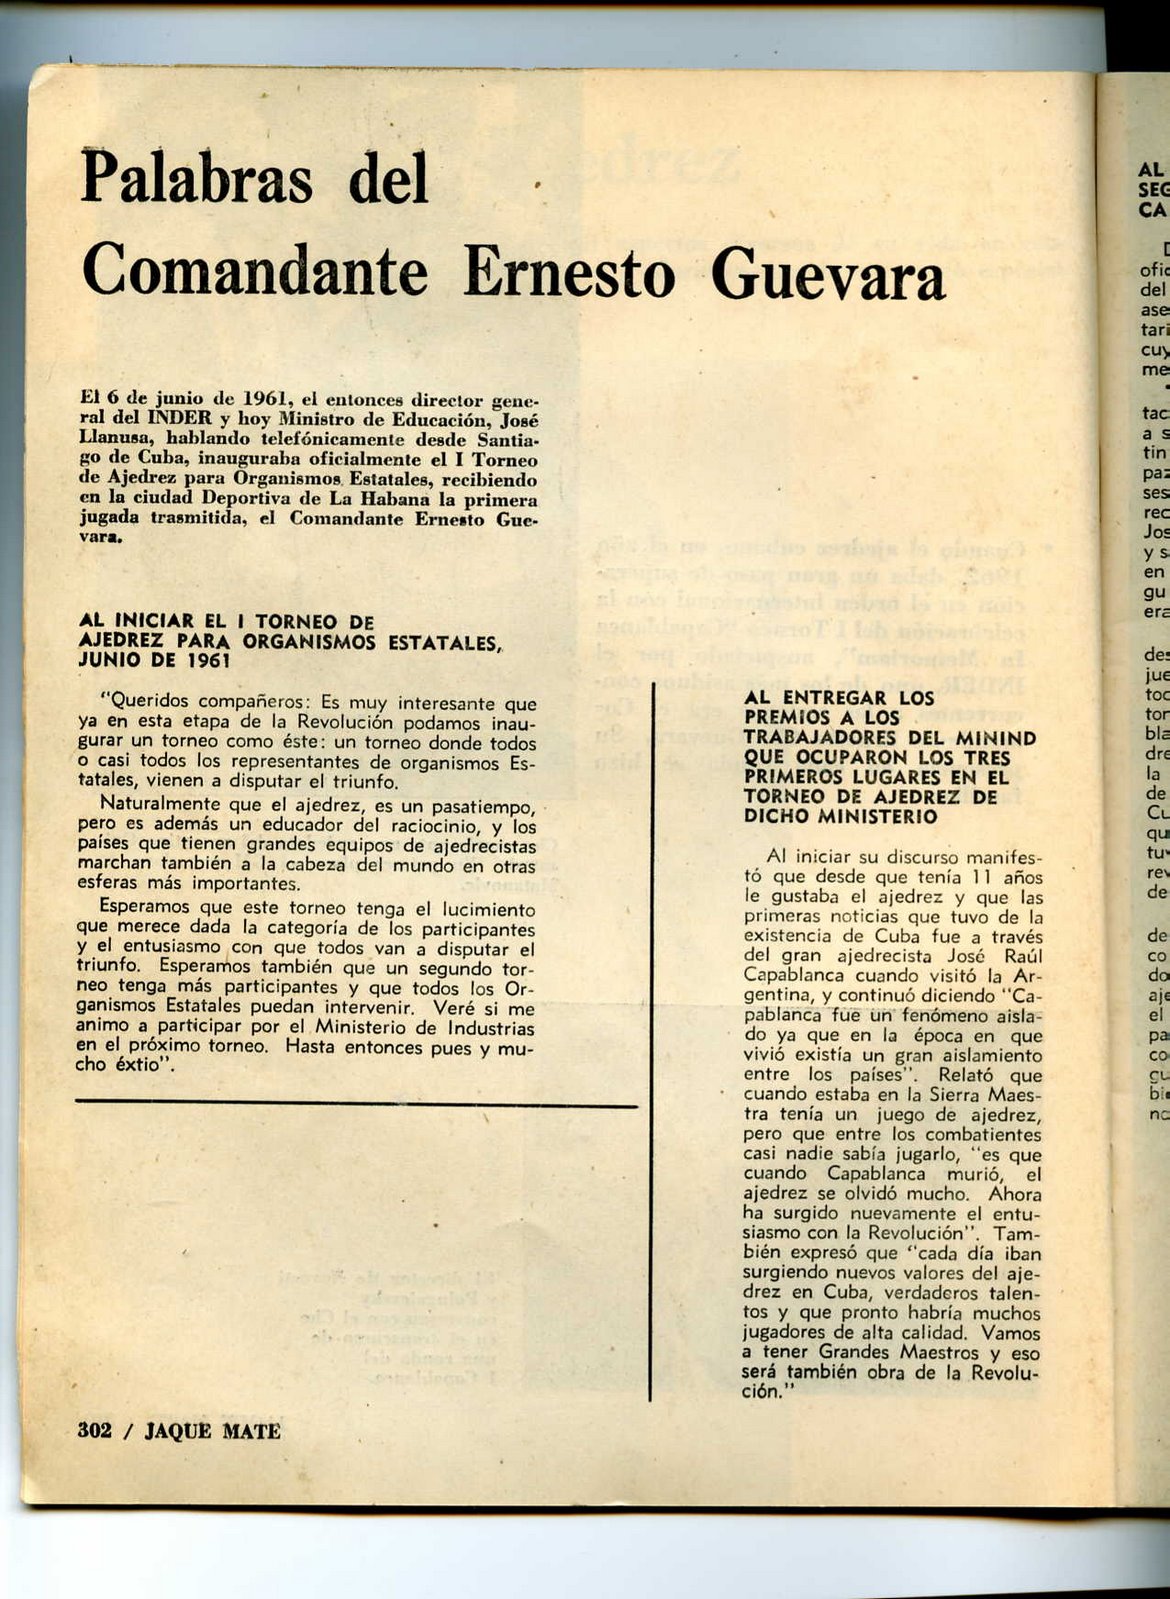 Palabras del
Comandante Ernesto Guevara
El 6 de junio de 1961, el entonces director gene-
ral del INDER y hoy Ministro de Educación, José
Llanusa, hablando telefónicamente desde Santia-
go de Cuba, inauguraba oficialmente el I Torneo
de Ajedrez para Organismos Estatales, recibiendo
en la ciudad Deportiva de La Habana la primera
jugada trasmitida, el Comandante Ernesto Gue-
vara.
AL INICIAR EL I TORNEO DE
AJEDREZ PARA ORGANISMOS ESTATALES,
JUNIO DE 1961
"Queridos compañeros: Es muy interesante que
ya en esta etapa de la Revolución podamos inau-
gurar un torneo como éste: un torneo donde todos
o casi todos los representantes de organismos Es-
tatales, vienen a disputar el triunfo.
Naturalmente que el ajedrez, es un pasatiempo,
pero es además un educador del raciocinio, y los
países que tienen grandes equipos de ajedrecistas
marchan también a la cabeza del mundo en otras
esferas más importantes.
Esperamos que este torneo tenga el lucimiento
que merece dada la categoría de los participantes
y el entusiasmo con que todos van a disputar el
triunfo. Esperamos también que un segundo tor-
neo tenga más participantes y que todos los Or-
ganismos Estatales puedan intervenir. Veré si me
animo a participar por el Ministerio de Industrias
en el próximo torneo. Hasta entonces pues y mu-
cho éxtio".
AL ENTREGAR LOS
PREMIOS A LOS
TRABAJADORES DEL MININD
QUE OCUPARON LOS TRES
PRIMEROS LUGARES EN EL
TORNEO DE AJEDREZ DE
DICHO MINISTERIO
Al iniciar su discurso manifes-
tó que desde que tenía 11 años
le gustaba el ajedrez y que las
primeras noticias que tuvo de la
existencia de Cuba fue a través
del gran ajedrecista José Raúl
Capablanca cuando visitó la Ar-
gentina, y continuó diciendo "Ca-
pablanca fue un fenómeno aisla-
do ya que en la época en que
vivió existía un gran aislamiento
entre los países". Relató que
cuando estaba en la Sierra Maes-
tra tenía un juego de ajedrez,
pero que entre los combatientes
casi nadie sabía jugarlo, "es que
cuando Capablanca murió, el
ajedrez se olvidó mucho. Ahora
ha surgido nuevamente el entu-
siasmo con la Revolución". Tam-
bién expresó que "cada día iban
surgiendo nuevos valores del aje-
drez en Cuba, verdaderos talen-
tos y que pronto habría muchos
jugadores de alta calidad. Vamos
a tener Grandes Maestros y eso
será también obra de la Revolu-
ción."
302 / JAQUE MATE